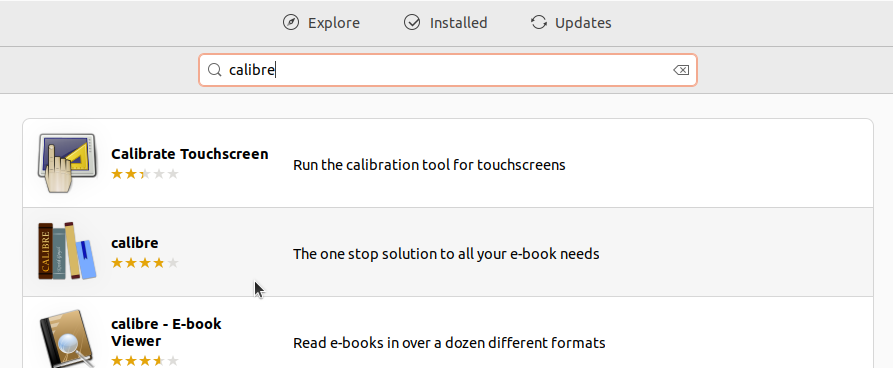 Explore Installed Updates
calibre
Calibrate Touchscreen
Run the calibration tool for touchscreens
CALIBRE
calibre
The one stop solution to all your e-book needs
calibre - E-book
Viewer
Read e-books in over a dozen different formats